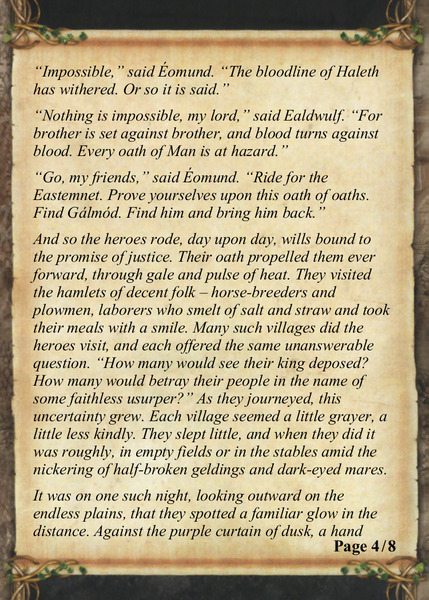 “Impossible,” said Éomund. “The bloodline of Haleth
has withered. Or so it is said.”
“Nothing is impossible, my lord,” said Ealdwulf. “For
brother is set against brother, and blood turns against
blood. Every oath of Man is at hazard.”
“Go, my friends,” said Éomund. “Ride for the
Eastemnet. Prove yourselves upon this oath of oaths.
Find Gálmód. Find him and bring him back.”
And so the heroes rode, day upon day, wills bound to
the promise of justice. Their oath propelled them ever
forward, through gale and pulse of heat. They visited
the hamlets of decent folk – horse-breeders and
plowmen, laborers who smelt of salt and straw and took
their meals with a smile. Many such villages did the
heroes visit, and each offered the same unanswerable
question. “How many would see their king deposed?
How many would betray their people in the name of
some faithless usurper?” As they journeyed, this
uncertainty grew. Each village seemed a little grayer, a
little less kindly. They slept little, and when they did it
was roughly, in empty fields or in the stables amid the
nickering of half-broken geldings and dark-eyed mares.
It was on one such night, looking outward on the
endless plains, that they spotted a familiar glow in the
distance. Against the purple curtain of dusk, a hand
Page 4/8